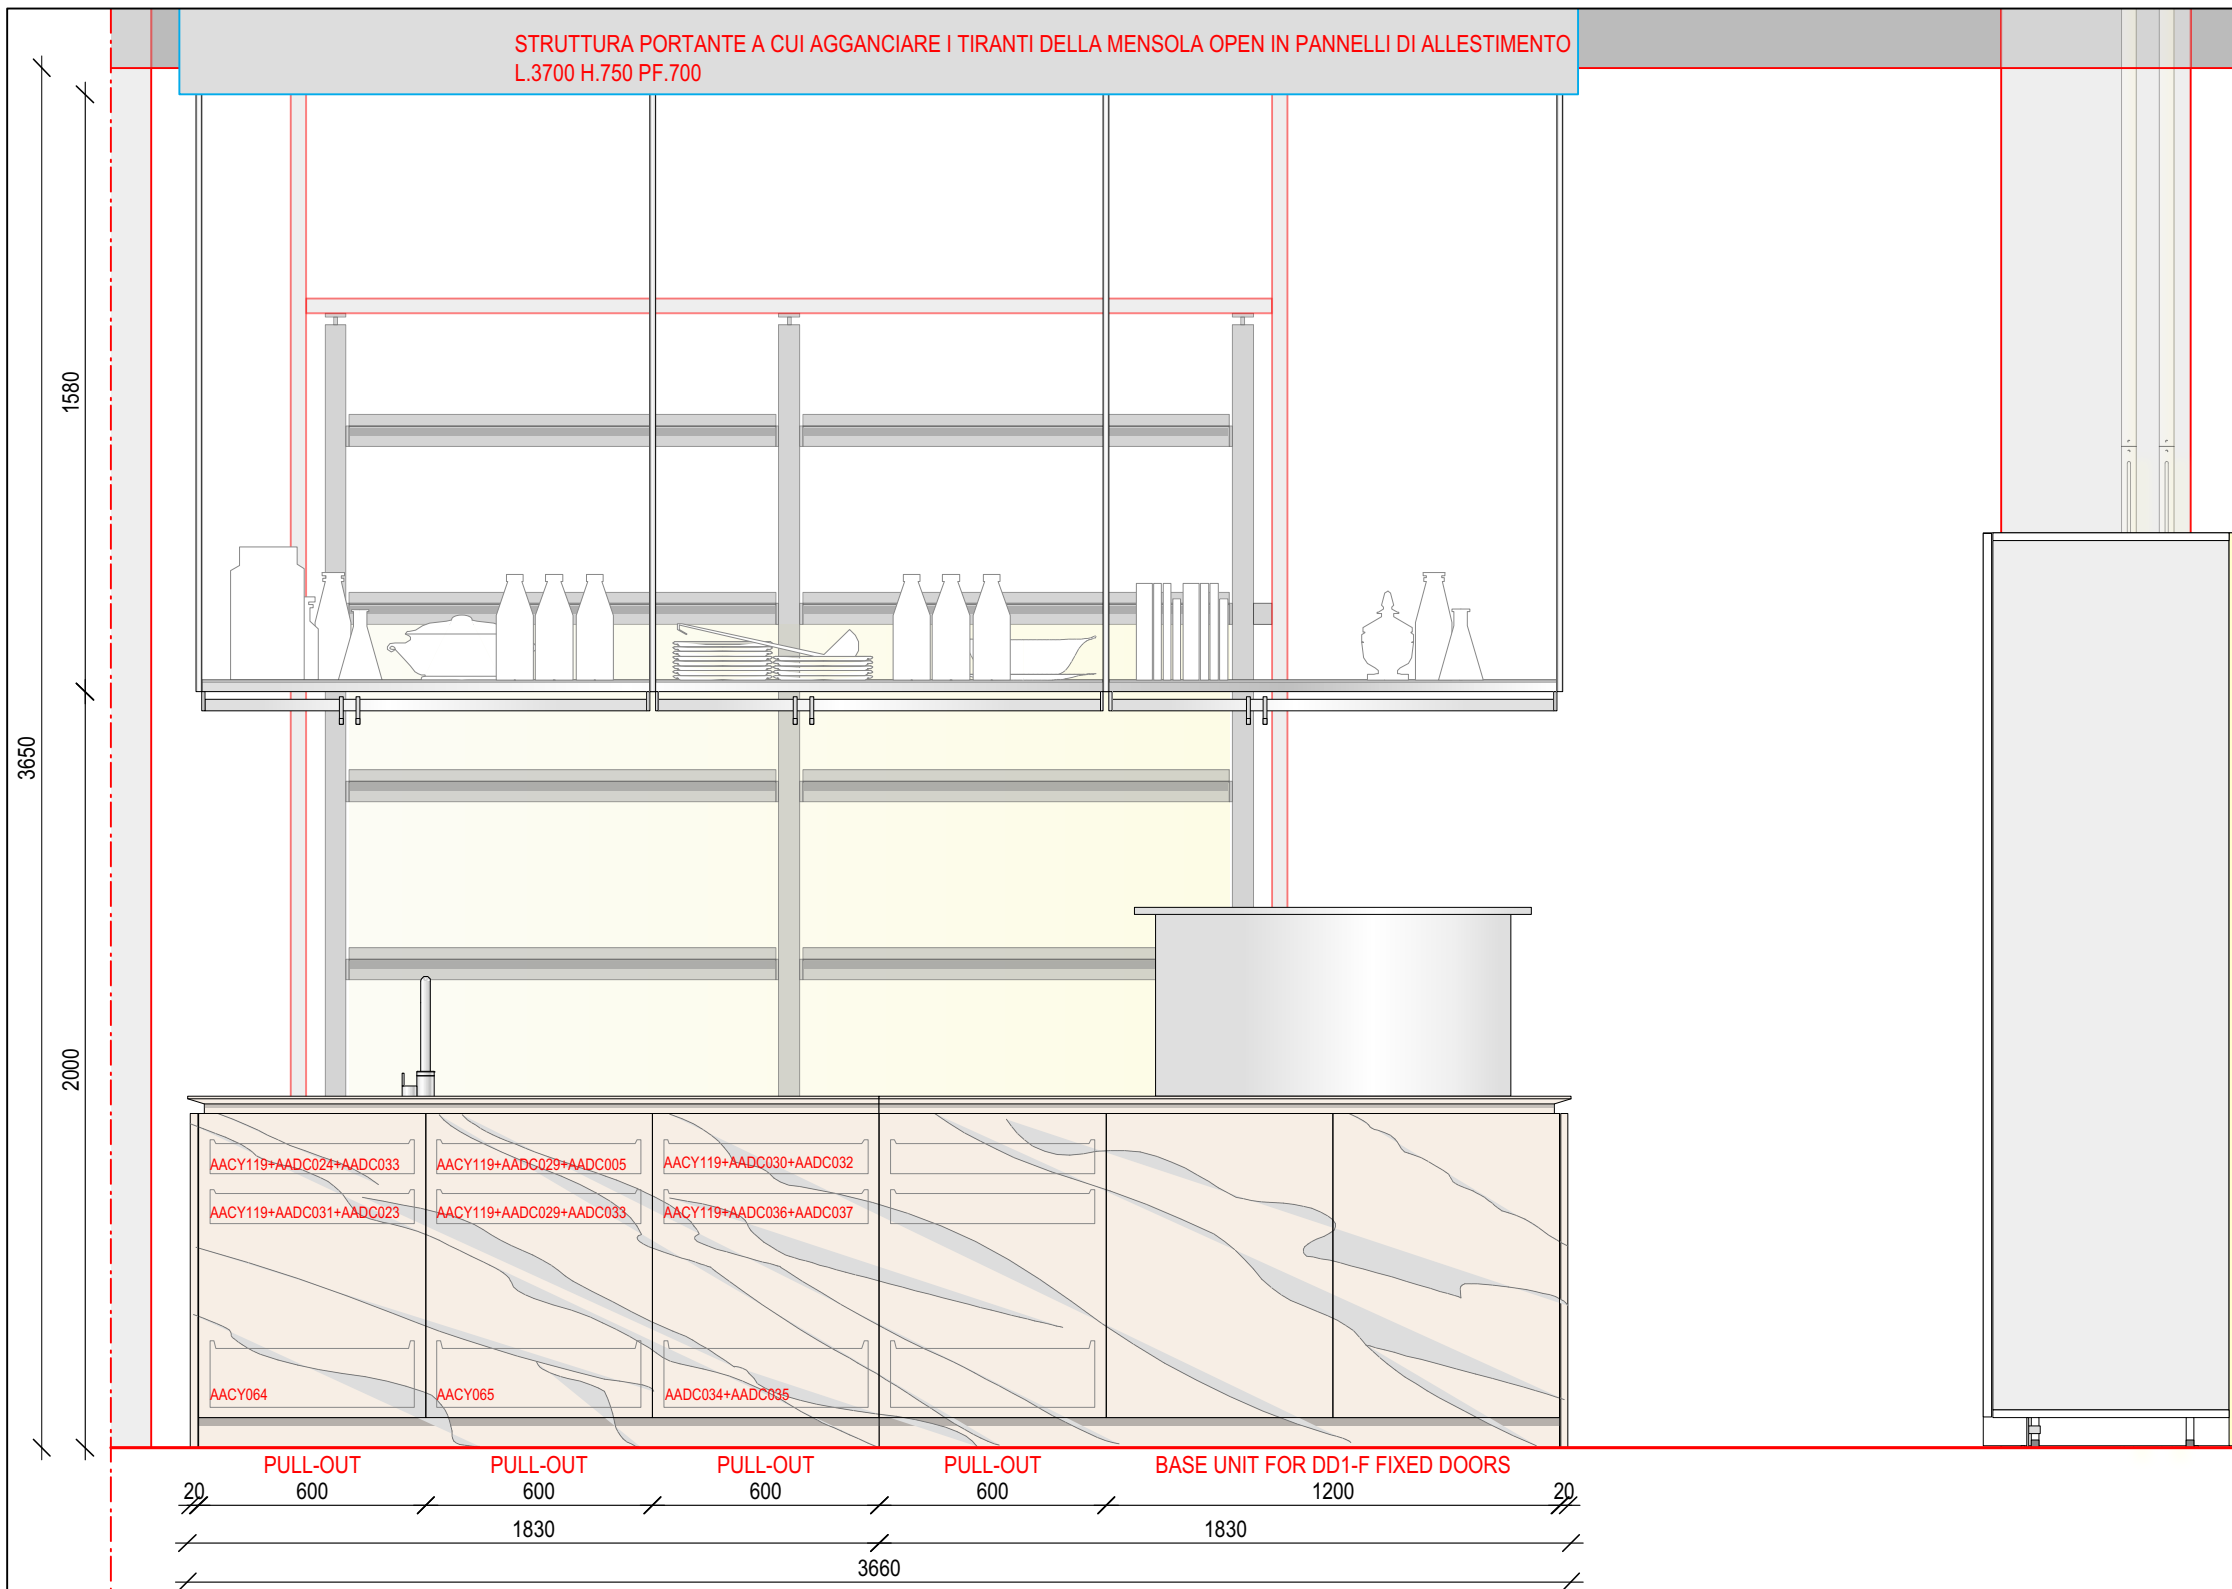 STRUTTURA PORTANTE A CUI AGGANCIARE I TIRANTI DELLA MENSOLA OPEN IN PANNELLI DI ALLESTIMENTO
L.3700 H.750 PF.700
1580
3650
2000
AACY119+AADC024+AADC033
AACY119+AADC029+AADC005
AACY119+AADC030+AADC032
AACY119+AADC031+AADC023
AACY119+AADC029+AADC033
AACY119+AADC036+AADC037
AACY064
AACY065
AADC034+AADC035
PULL-OUT
PULL-OUT
PULL-OUT
PULL-OUT
BASE UNIT FOR DD1-F FIXED DOORS
20
600
600
600
600
1200
20
1830
1830
3660